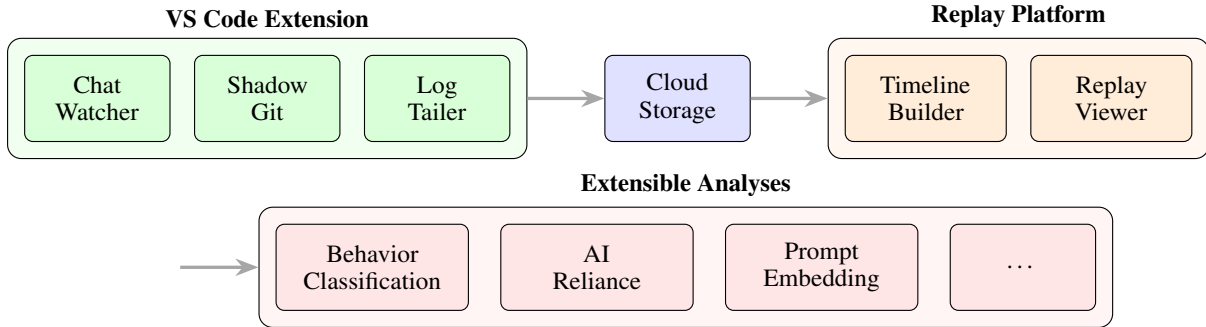 VS Code Extension
Replay Platform
Chat
Watcher
Shadow
Git
Log
Tailer
Cloud
Storage
Timeline
Builder
Replay
Viewer
Extensible Analyses
Behavior
Classification
AI
Reliance
Prompt
Embedding
...